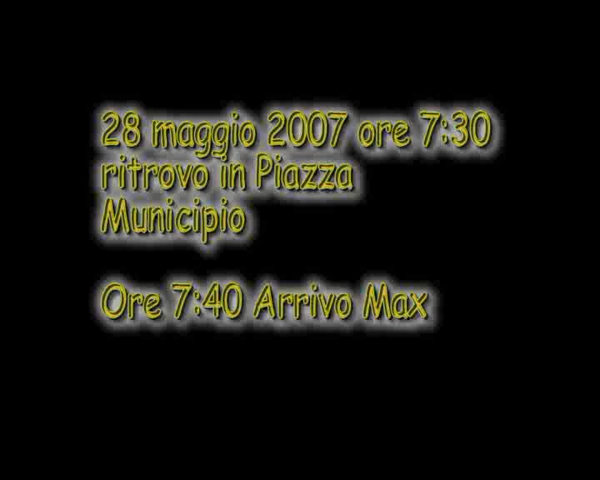 28 maggio 2007 ore 7:30
ritrovo in Piazza
Municipio
Ore 7:40 Arrivo Max